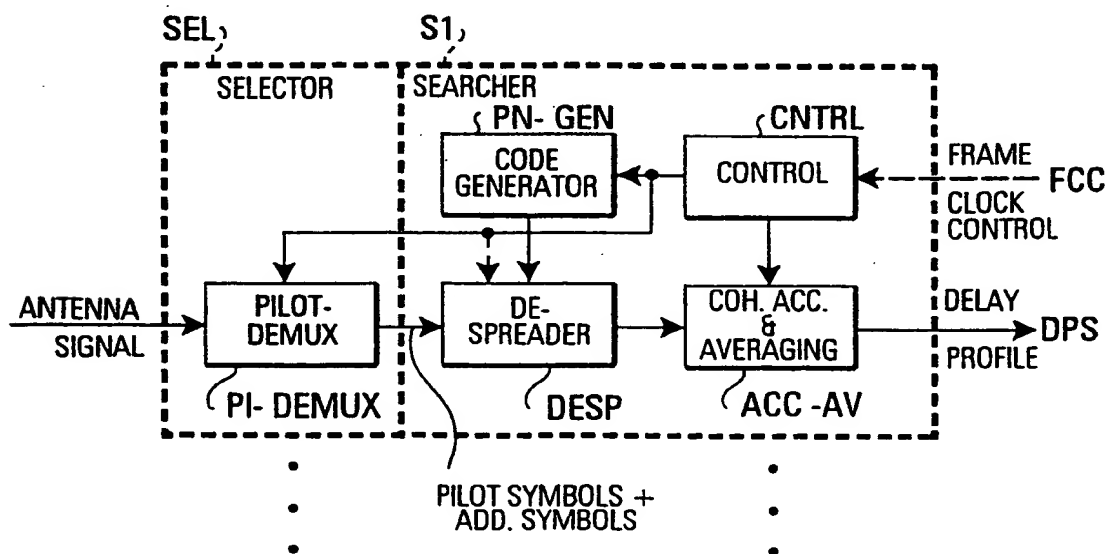 SEL
S1
SELECTOR
SEARCHER
PN- GEN
CNTRL
CODE
GENERATOR
CONTROL
FRAME
CLOCK
CONTROL
FCC
ANTENNA
SIGNAL
PILOT-
DEMUX
DE-
SPREADER
COH. ACC.
&
AVERAGING
DELAY
PROFILE
DPS
PI- DEMUX
DESP
ACC -AV
PILOT SYMBOLS +
ADD. SYMBOLS